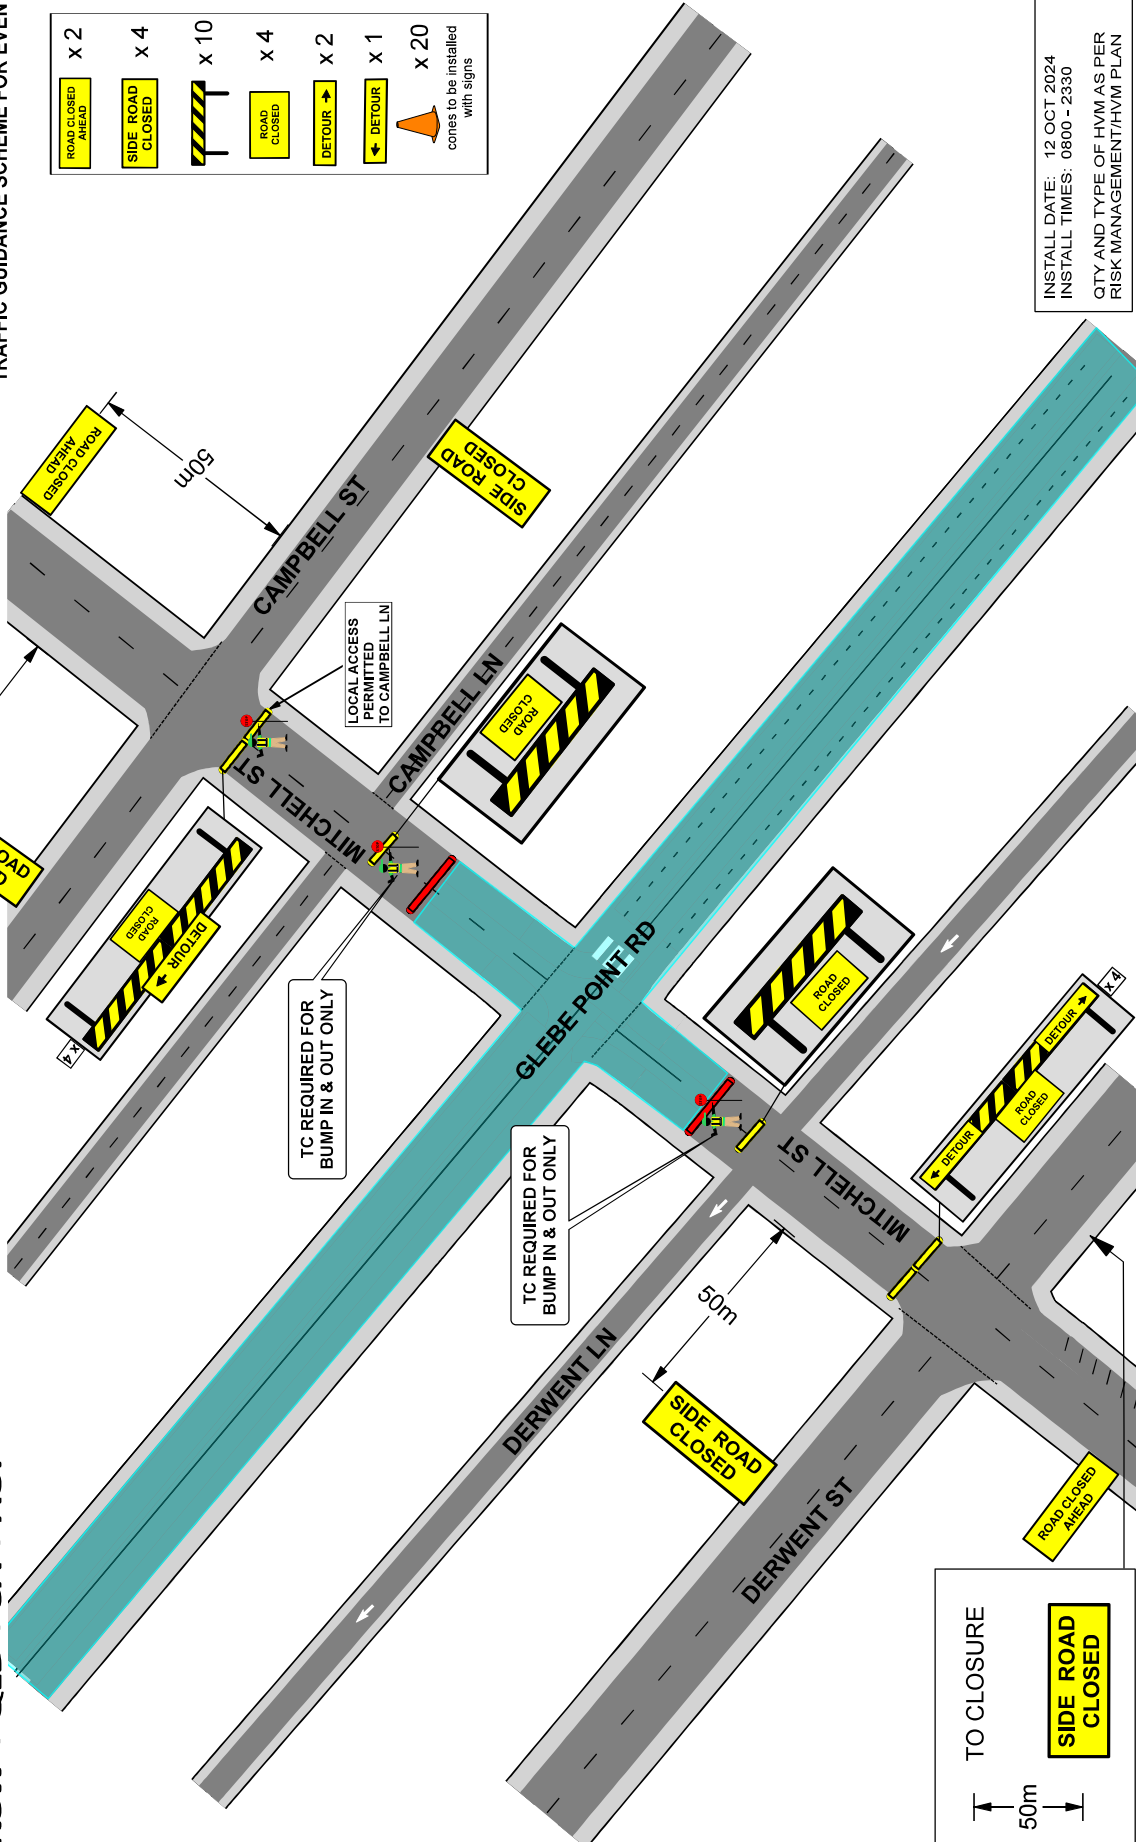 TRAFFIC GUIDANCE SCHEME FOR EVEN
ROAD CLOSED
AHEAD
x 2
SIDE ROAD
CLOSED
x 4
x 10
ROAD
CLOSED
x 4
DETOUR
x 2
DETOUR
x 1
x 20
cones to be installed
with signs
INSTALL DATE: 12 OCT 2024
INSTALL TIMES: 0800 - 2330
QTY AND TYPE OF HVM AS PER
RISK MANAGEMENT/HVM PLAN
ROAD CLOSED
AHEAD
50m
CAMPBELL ST
SIDE ROAD
CLOSED
LOCAL ACCESS
PERMITTED
TO CAMPBELL LN
MITCHELL ST
CAMPBELL LN
ROAD
CLOSED
ROAD
CLOSED
DETOUR
x 4
TC REQUIRED FOR
BUMP IN & OUT ONLY
GLEBE POINT RD
ROAD
CLOSED
TC REQUIRED FOR
BUMP IN & OUT ONLY
MITCHELL ST
DETOUR
ROAD
CLOSED
DETOUR
x 4
50m
DERWENT LN
SIDE ROAD
CLOSED
DERWENT ST
ROAD CLOSED
AHEAD
50m
TO CLOSURE
SIDE ROAD
CLOSED